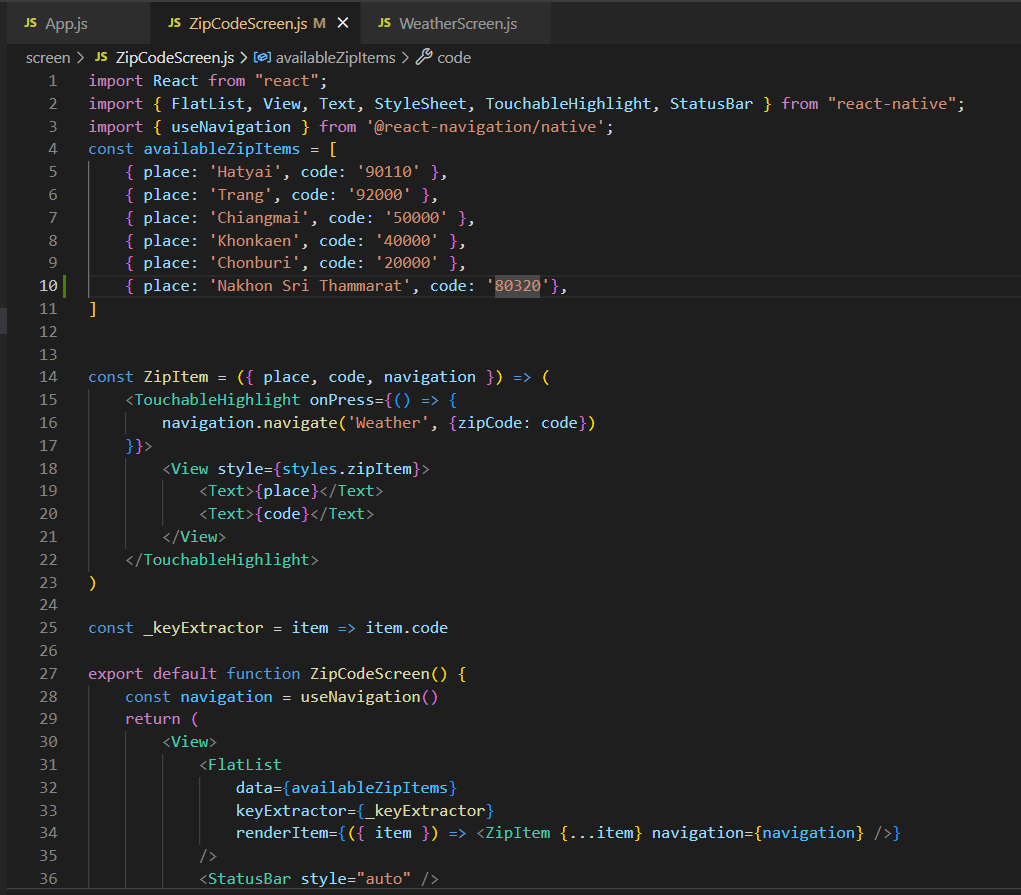 JS App.js JS ZipCodeScreen.js M JS WeatherScreen.js
screen > JS ZipCodeScreen.js > availableZipItems > code
1 import React from "react";
2 import { FlatList, View, Text, StyleSheet, TouchableHighlight, StatusBar } from "react-native";
3 import { useNavigation } from '@react-navigation/native';
4 const availableZipItems = [
5 { place: 'Hatyai', code: '90110' },
6 { place: 'Trang', code: '92000' },
7 { place: 'Chiangmai', code: '50000' },
8 { place: 'Khonkaen', code: '40000' },
9 { place: 'Chonburi', code: '20000' },
10 { place: 'Nakhon Sri Thammarat', code: '80320'},
11 ]
12
13
14 const ZipItem = ({ place, code, navigation }) => (
15 <TouchableHighlight onPress={() => {
16 navigation.navigate('Weather', {zipCode: code})
17 }}>
18 <View style={styles.zipItem}>
19 <Text>{place}</Text>
20 <Text>{code}</Text>
21 </View>
22 </TouchableHighlight>
23 )
24
25 const _keyExtractor = item => item.code
26
27 export default function ZipCodeScreen() {
28 const navigation = useNavigation()
29 return (
30 <View>
31 <FlatList
32 data={availableZipItems}
33 keyExtractor={_keyExtractor}
34 renderItem={({ item }) => <ZipItem {...item} navigation={navigation} />}
35 />
36 <StatusBar style="auto" />